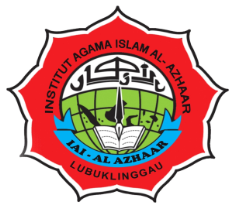 INSTITUT AGAMA ISLAM AL-AZHAAR
IAI - AL AZHAAR
LUBUKLINGGAU